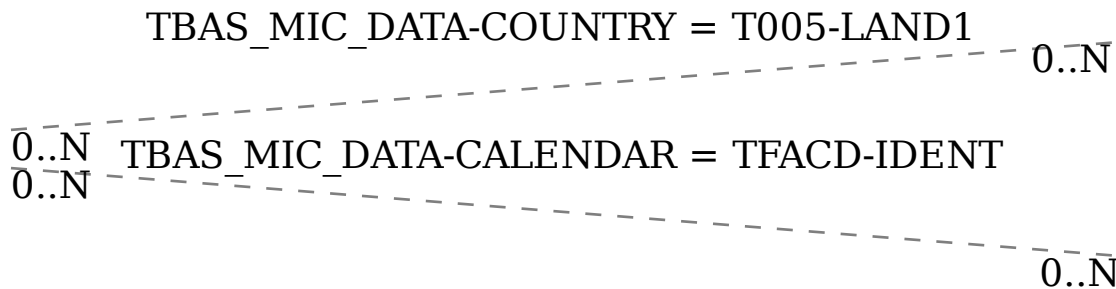 TBAS_MIC_DATA-COUNTRY = T005-LAND1
0..N
0..N
TBAS_MIC_DATA-CALENDAR = TFACD-IDENT
0..N
0..N